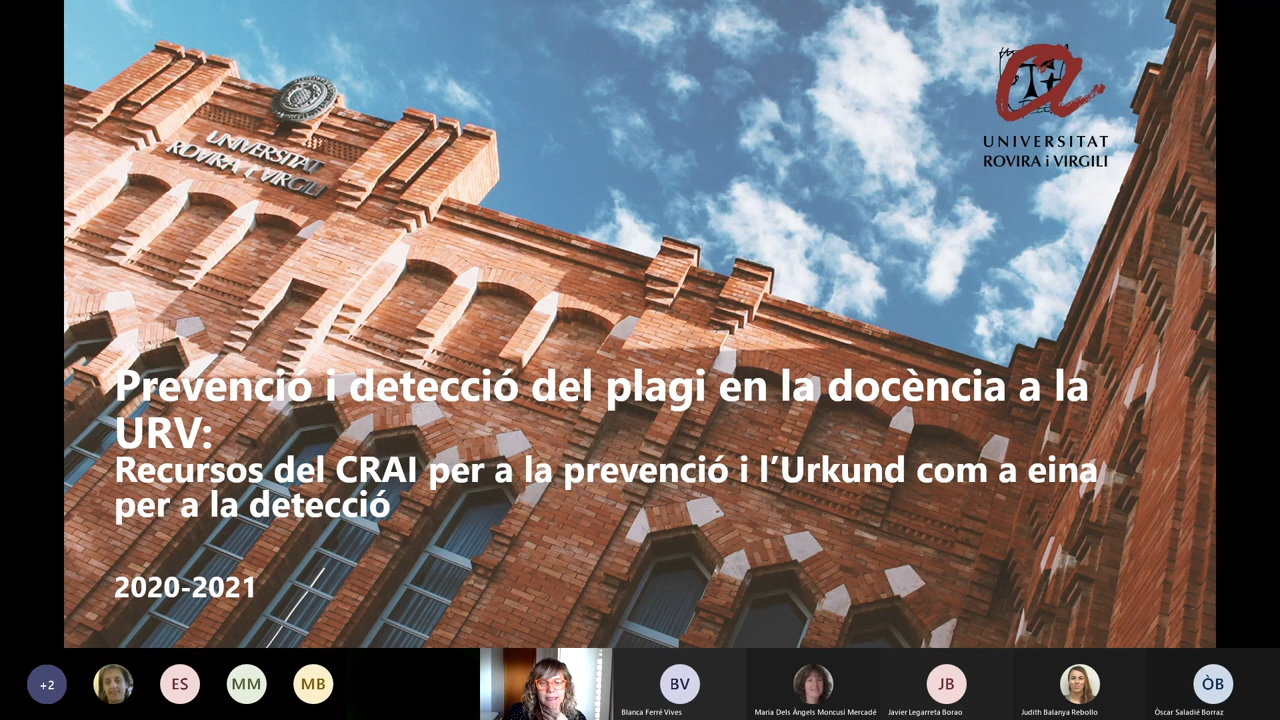 UNIVERSITAT
ROVIRA I VIRGILI
UNIVERSITAT
ROVIRA i VIRGILI
Prevenció i detecció del plagi en la docència a la
URV:
Recursos del CRAI per a la prevenció i l’Urkund com a eina
per a la detecció
2020-2021
+2
ES
MM
MB
BV
JB
ÒB
Blanca Ferré Vives
Maria Dels Àngels Moncusí Mercadé
Javier Legarreta Borao
Judith Balanya Rebollo
Òscar Saladié Borraz